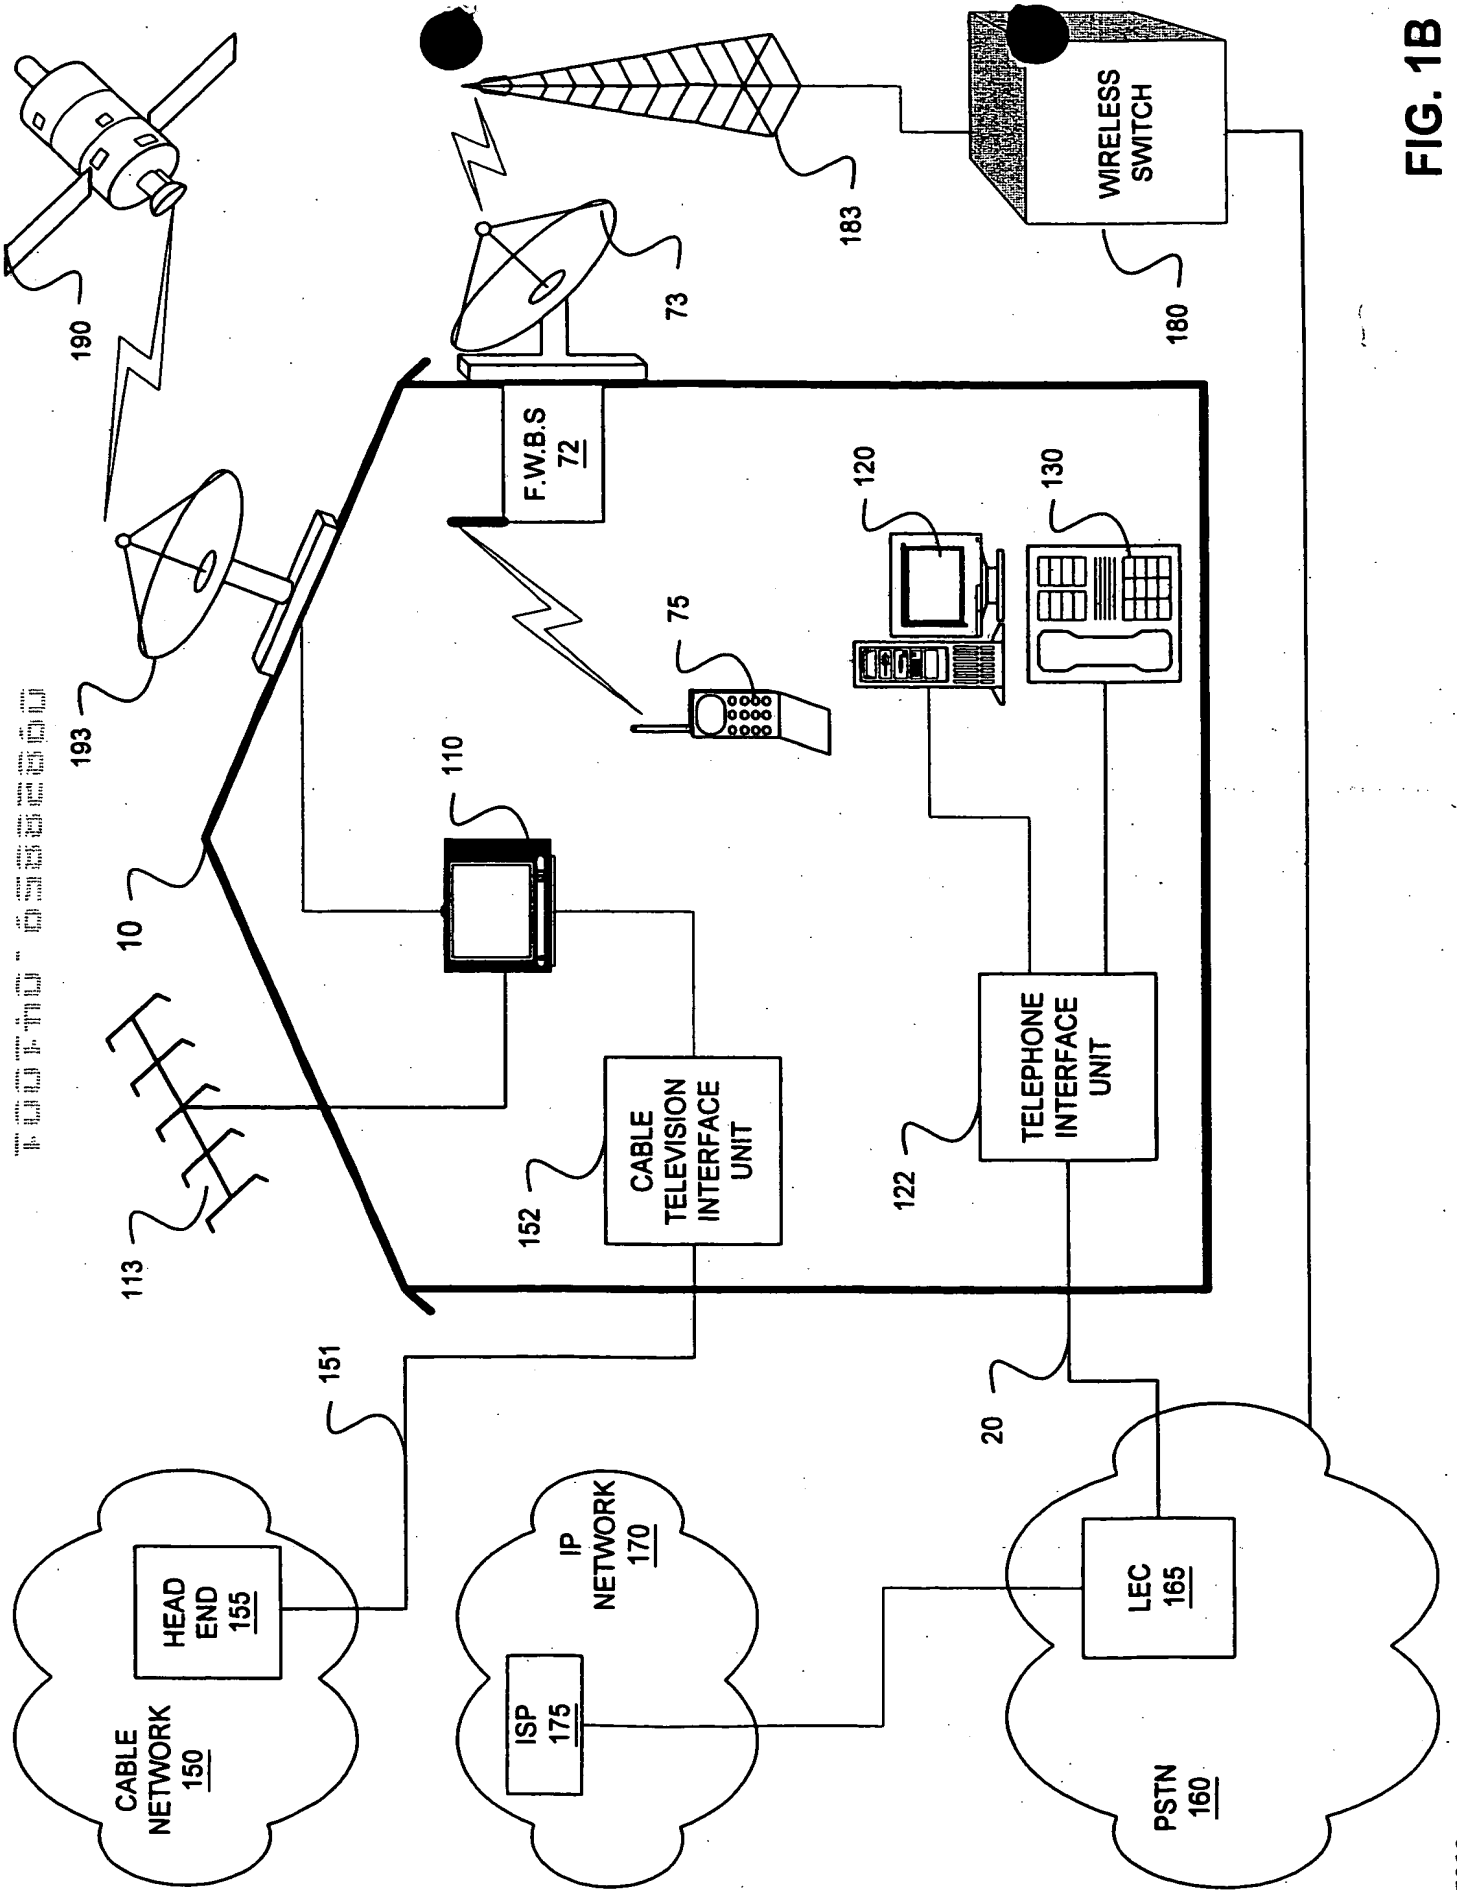 190
193
10
113
110
73
183
WIRELESS
SWITCH
180
F.W.B.S
72
75
120
130
CABLE
TELEVISION
INTERFACE
UNIT
152
TELEPHONE
INTERFACE
UNIT
122
151
20
HEAD
END
155
CABLE
NETWORK
150
IP
NETWORK
170
ISP
175
LEC
165
PSTN
160
FIG. 1B